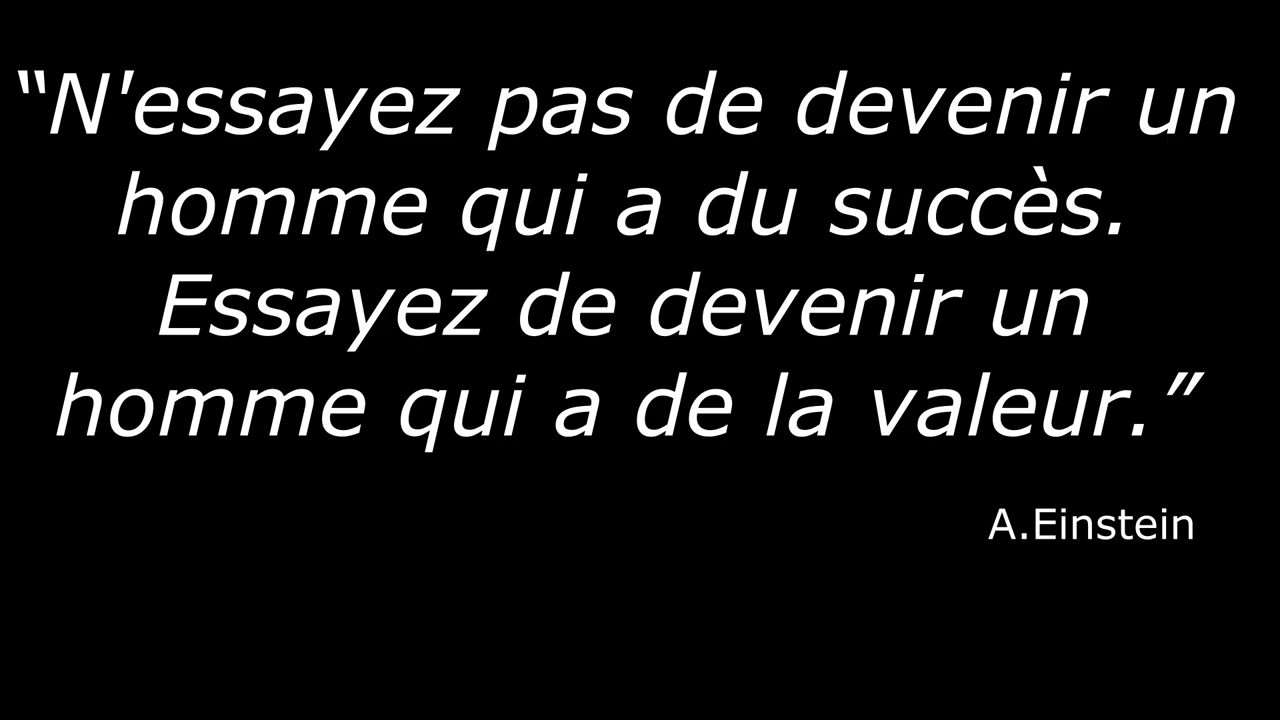 “N'essayez pas de devenir un
homme qui a du succès.
Essayez de devenir un
homme qui a de la valeur.”
A.Einstein